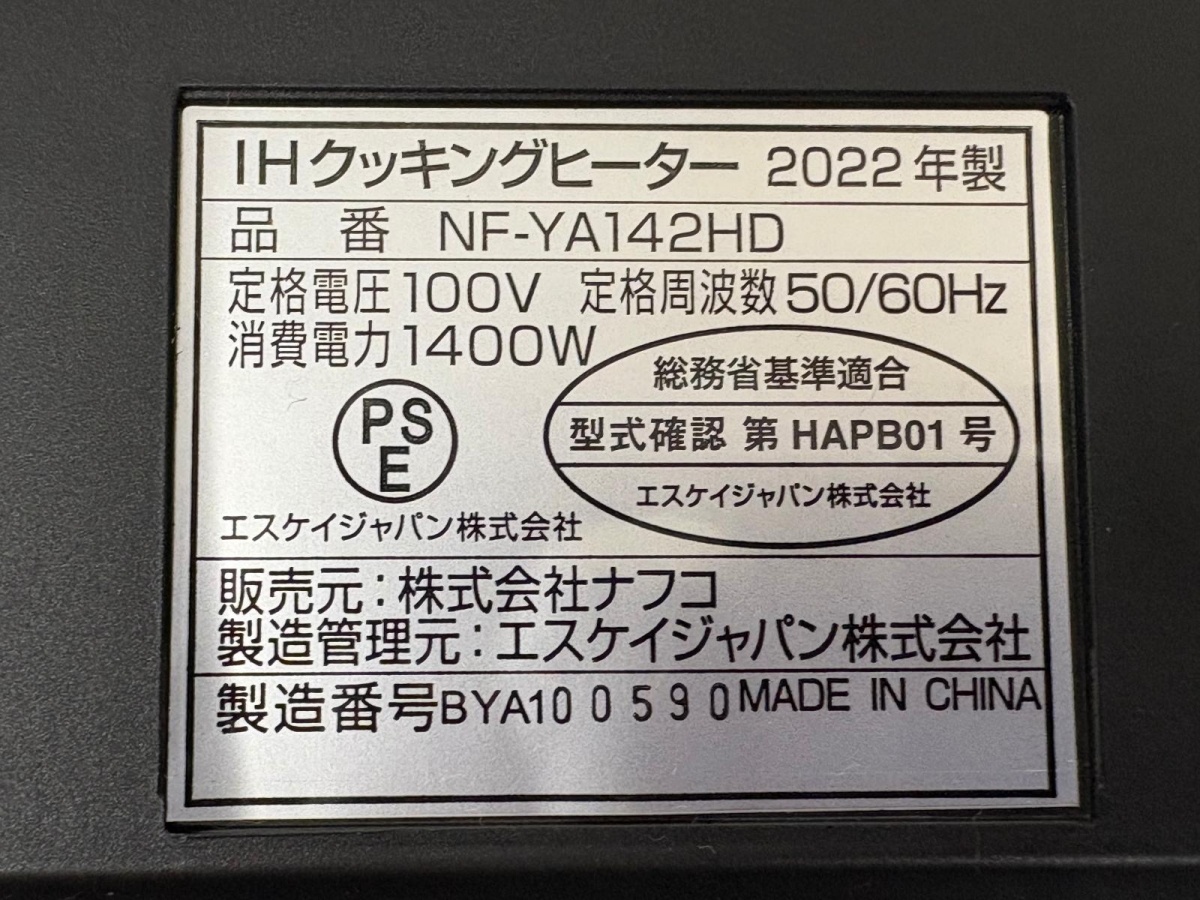 IHクッキングヒーター 2022年製
品 番 NF-YA142HD
定格電圧100V 定格周波数50/60Hz
消費電力1400W
総務省基準適合
型式確認 第 HAPB01 号
エスケイジャパン株式会社
PS
E
エスケイジャパン株式会社
販売元:株式会社ナフコ
製造管理元:エスケイジャパン株式会社
製造番号BYA100590 MADE IN CHINA